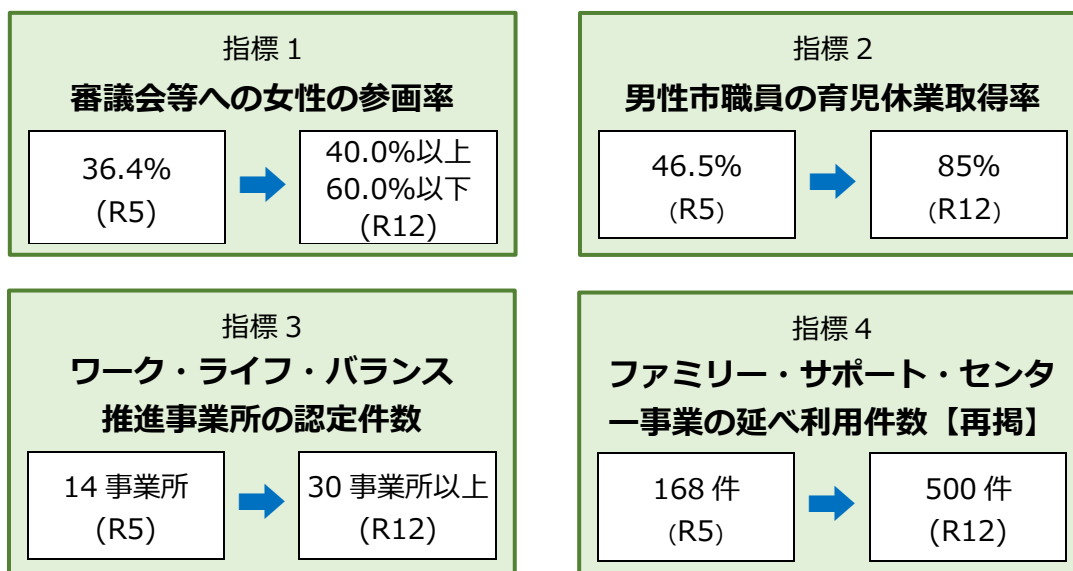 指標1
審議会等への女性の参画率
36.4%
(R5)
40.0%以上
60.0%以下
(R12)
指標2
男性市職員の育児休業取得率
46.5%
(R5)
85%
(R12)
指標3
ワーク・ライフ・バランス
推進事業所の認定件数
14 事業所
(R5)
30 事業所以上
(R12)
指標4
ファミリー・サポート・センタ
ー事業の延べ利用件数【再掲】
168 件
(R5)
500 件
(R12)